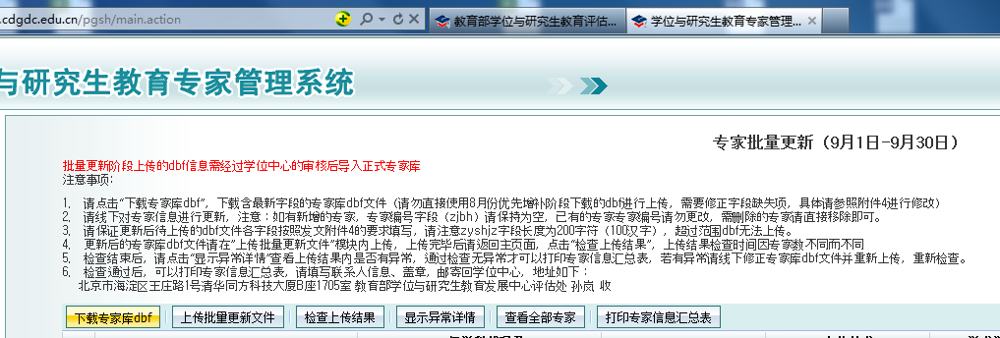 .cdgdc.edu.cn/pgsh/main.action
教育部学位与研究生教育评估...
学位与研究生教育专家管理...
与研究生教育专家管理系统
专家批量更新（9月1日-9月30日）
批量更新阶段上传的dbf信息需经过学位中心的审核后导入正式专家库
注意事项：
1、 请点击“下载专家库dbf”，下载含最新字段的专家库dbf文件（请勿直接使用8月份优先增补阶段下载的dbf进行上传，需要修正字段缺失项，具体请参照附件4进行修改）
2、 请线下对专家信息进行更新，注意：如有新增的专家，专家编号字段（zjbh）请保持为空，已有的专家专家编号请勿更改，需删除的专家请直接移除即可。
3、 请保证更新后待上传的dbf文件各字段按照发文附件4的要求填写，请注意zyshjz字段长度为200字符（100汉字），超过范围dbf无法上传。
4、 更新后的专家库dbf文件请在“上传批量更新文件”模块内上传，上传完毕后请返回主页面，点击“检查上传结果”，上传结果检查时间因专家数不同而不同
5、 检查结束后，请点击“显示异常详情”查看上传结果内是否有异常，通过检查无异常才可以打印专家信息汇总表，若有异常请线下修正专家库dbf文件并重新上传，重新检查。
6、 检查通过后，可以打印专家信息汇总表，请填写联系人信息、盖章，邮寄回学位中心，地址如下：
北京市海淀区王庄路1号清华同方科技大厦B座1705室 教育部学位与研究生教育发展中心评估处 孙岚 收
下载专家库dbf
上传批量更新文件
检查上传结果
显示异常详情
查看全部专家
打印专家信息汇总表